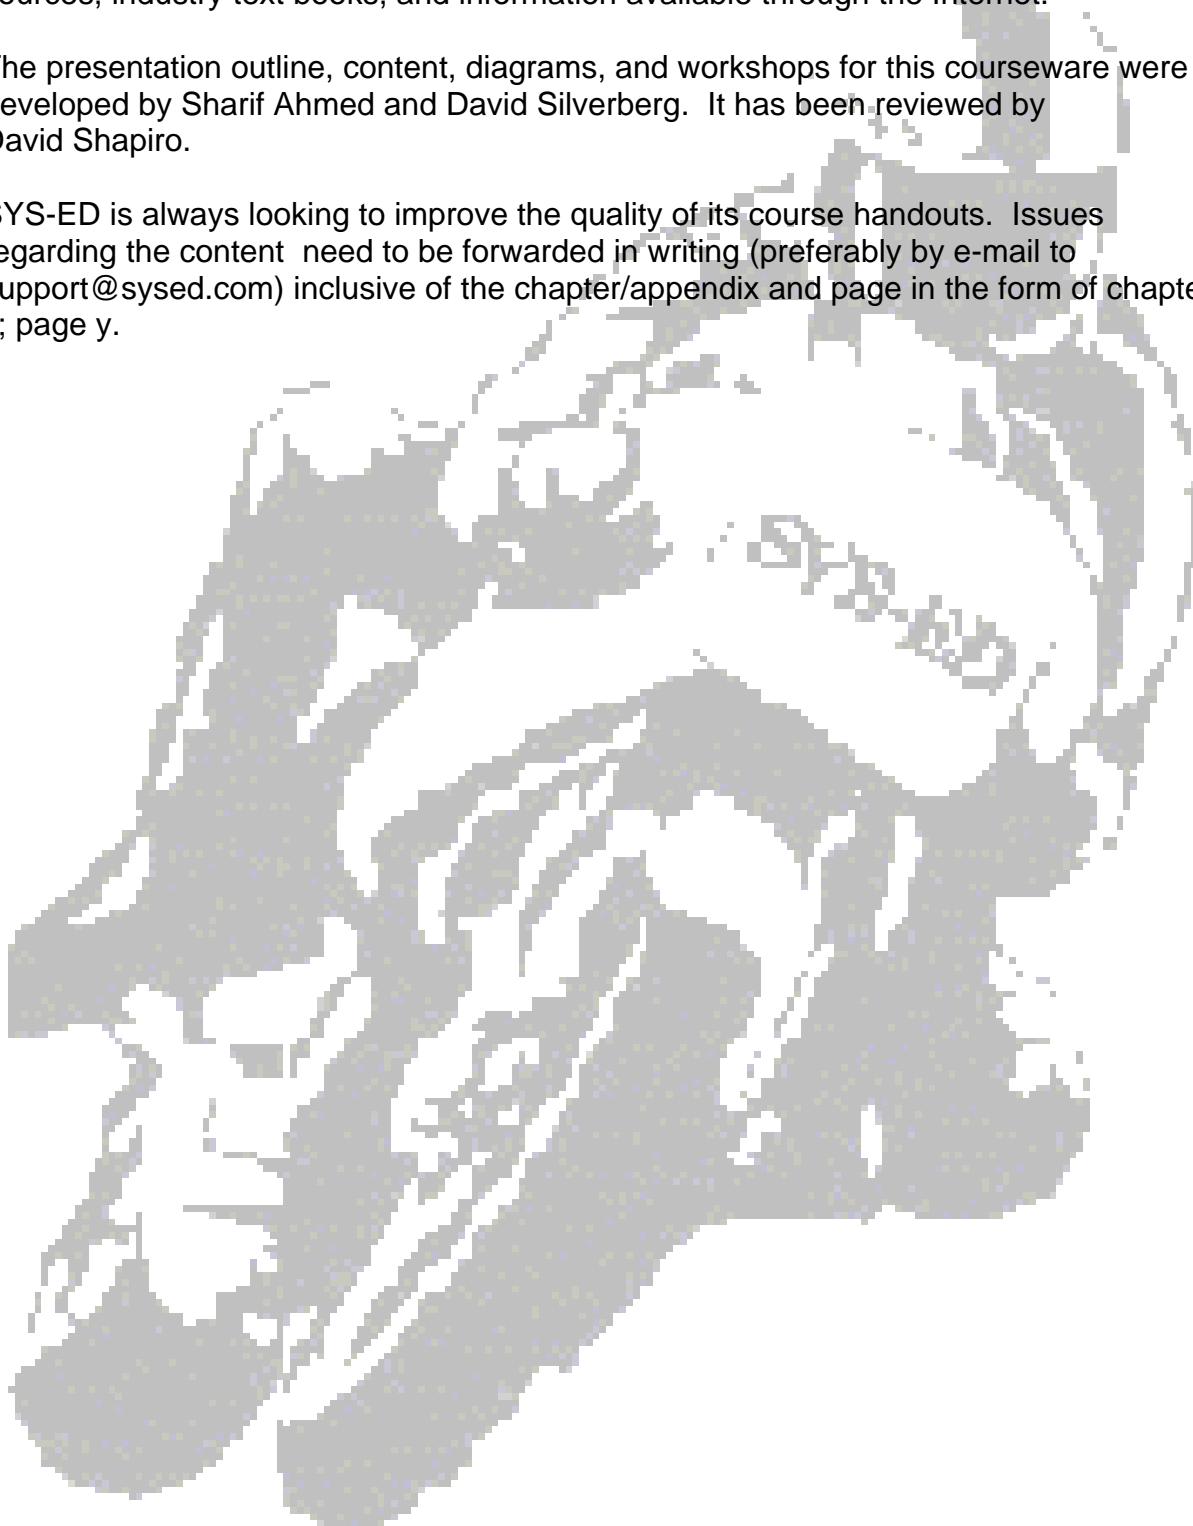 ources, industry text books, and information available through the Internet.
The presentation outline, content, diagrams, and workshops for this courseware were
developed by Sharif Ahmed and David Silverberg.  It has been reviewed by
David Shapiro.
SYS-ED is always looking to improve the quality of its course handouts.  Issues
regarding the content  need to be forwarded in writing (preferably by e-mail to
support@sysed.com) inclusive of the chapter/appendix and page in the form of chapte
; page y.
SYS-ED